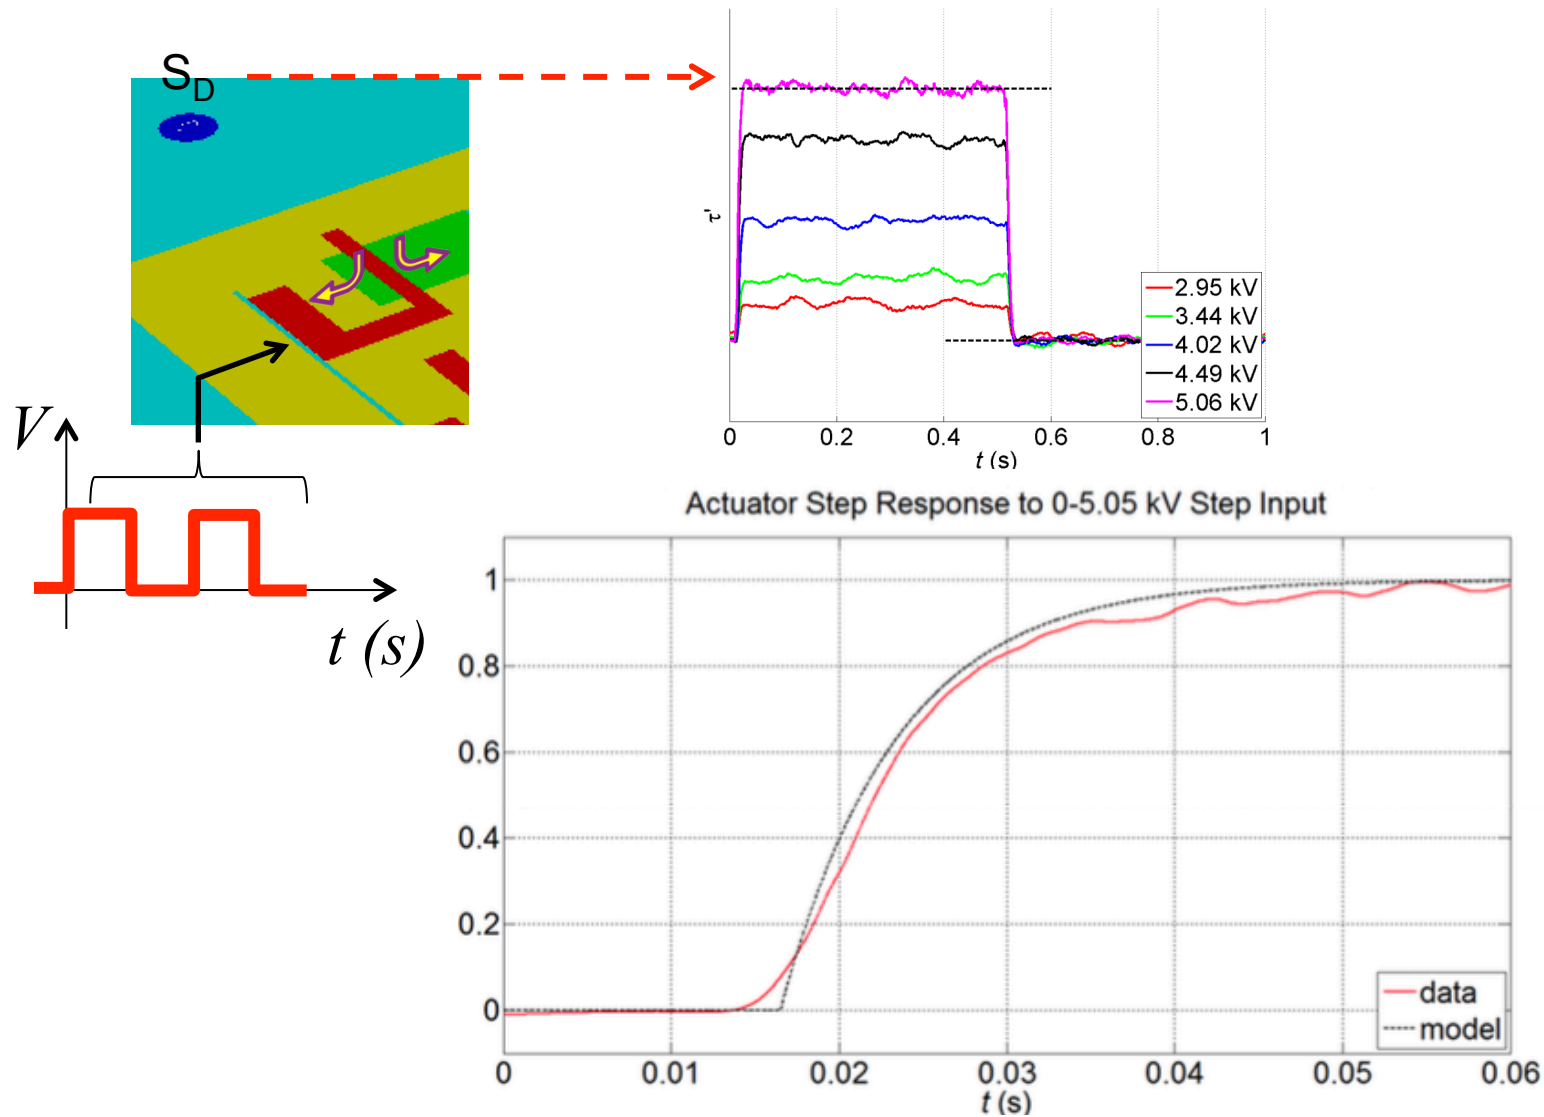 S_D
τ'
2.95 kV
3.44 kV
4.02 kV
4.49 kV
5.06 kV
0 0.2 0.4 0.6 0.8 1
t (s)
V
t (s)
Actuator Step Response to 0-5.05 kV Step Input
1
0.8
0.6
0.4
0.2
0
data
model
0 0.01 0.02 0.03 0.04 0.05 0.06
t (s)